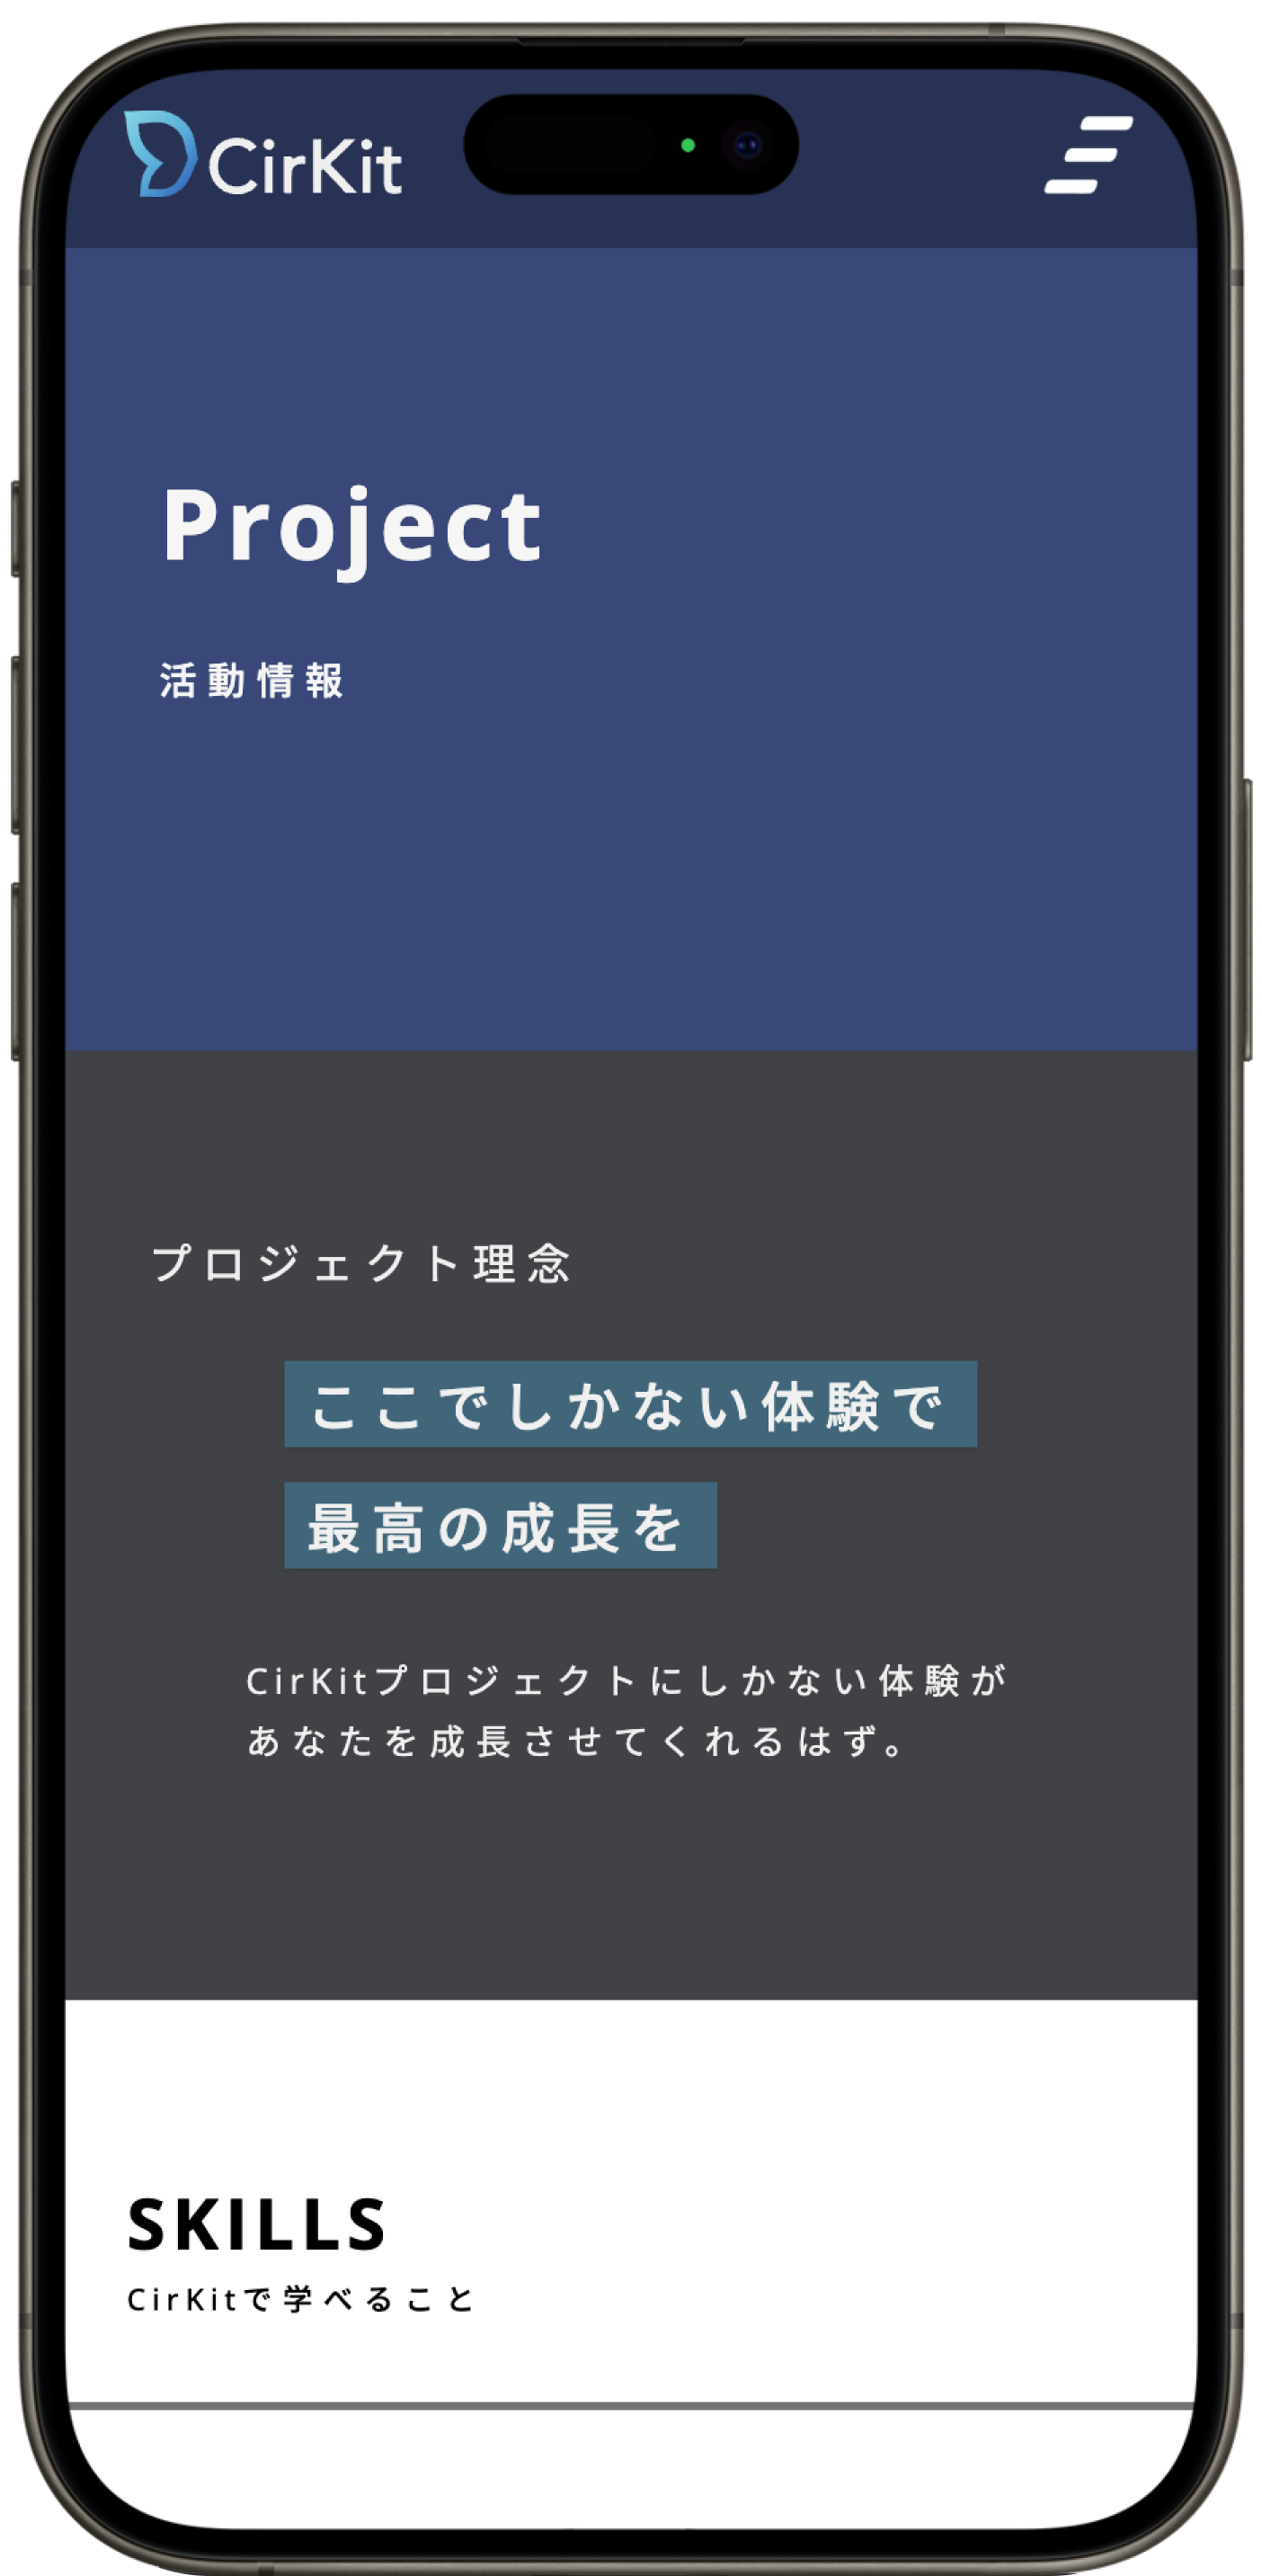 CirKit
Project
活動情報
プロジェクト理念
ここでしかない体験で
最高の成長を
CirKitプロジェクトにしかない体験が
あなたを成長させてくれるはず。
SKILLS
CirKitで学べること